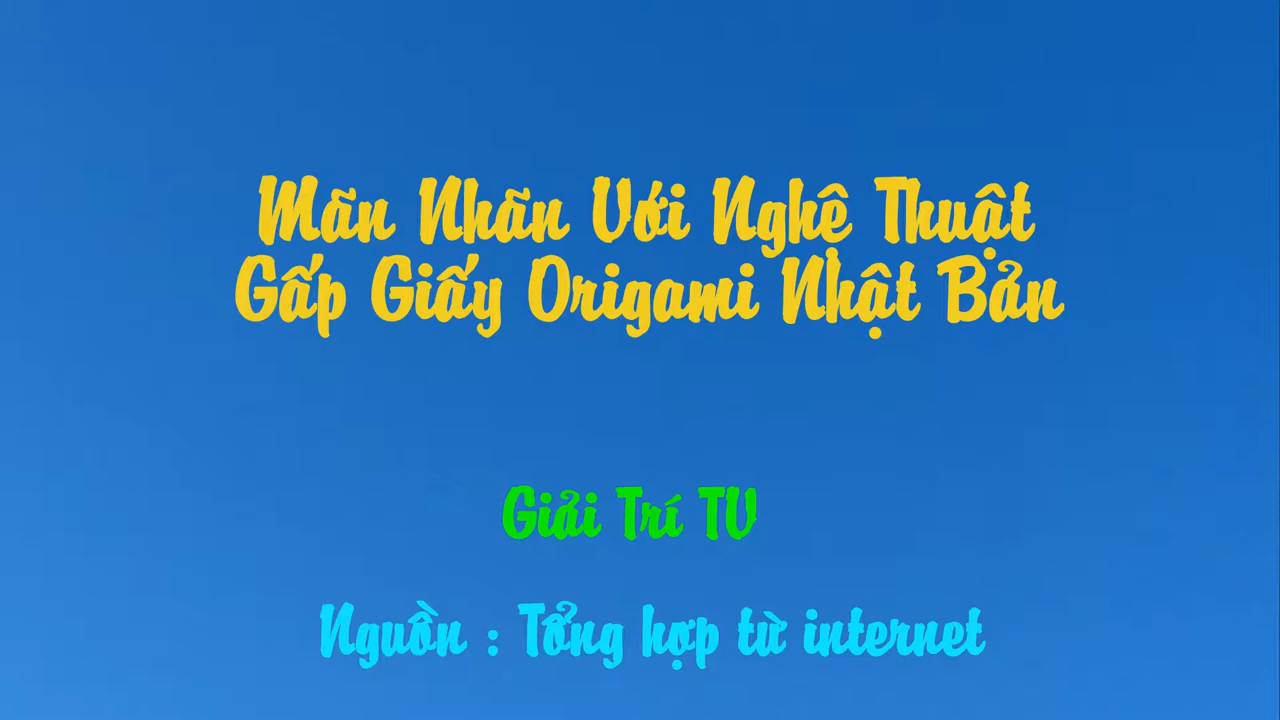 Mãn Nhãn Với Nghệ Thuật
Gấp Giấy Origami Nhật Bản
Giải Trí TV
Nguồn : Tổng hợp từ internet